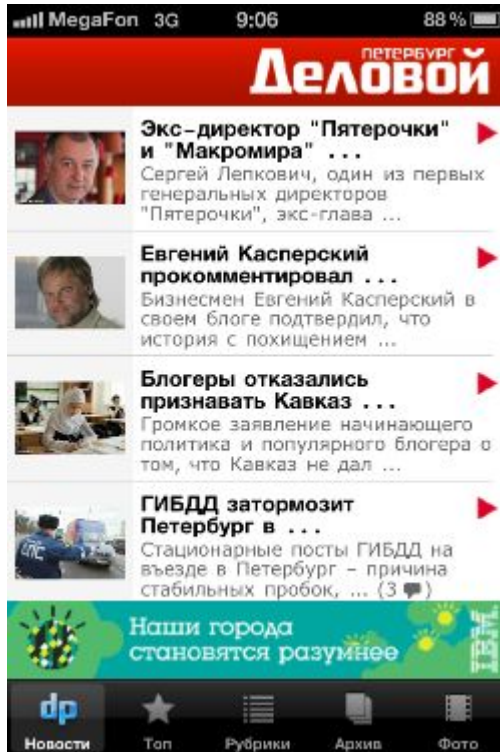 MegaFon 3G 9:06 88 %
ПЕТЕРБУРГ
Деловой
Экс-директор "Пятерочки"
и "Макромира" ...
Сергей Лепкович, один из первых
генеральных директоров
"Пятерочки", экс-глава ...
Евгений Касперский
прокомментировал ...
Бизнесмен Евгений Касперский в
своем блоге подтвердил, что
история с похищением ...
Блогеры отказались
признавать Кавказ ...
Громкое заявление начинающего
политика и популярного блогера о
том, что Кавказ не дал ...
ГИБДД затормозит
Петербург в ...
Стационарные посты ГИБДД на
въезде в Петербург – причина
стабильных пробок, ... (3)
Наши города
становятся разумнее
IBM
dp
Новости Топ Рубрики Архив Фото